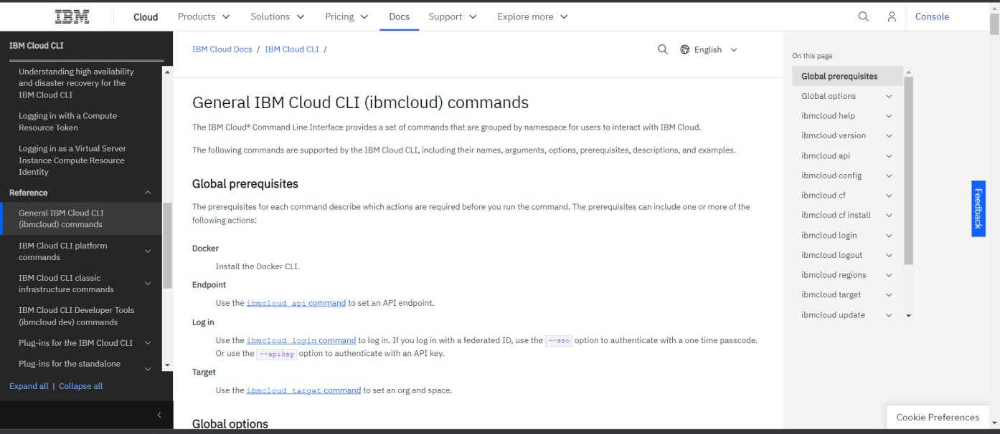 IBM
Cloud
Products
Solutions
Pricing
Docs
Support
Explore more
Console
IBM Cloud CLI
Understanding high availability
and disaster recovery for the
IBM Cloud CLI
Logging in with a Compute
Resource Token
Logging in as a Virtual Server
Instance Compute Resource
Identity
Reference
General IBM Cloud CLI
(ibmcloud) commands
IBM Cloud CLI platform
commands
IBM Cloud CLI classic
infrastructure commands
IBM Cloud CLI Developer Tools
(ibmcloud dev) commands
Plug-ins for the IBM Cloud CLI
Plug-ins for the standalone
Expand all | Collapse all
IBM Cloud Docs / IBM Cloud CLI /
English
General IBM Cloud CLI (ibmcloud) commands
The IBM Cloud® Command Line Interface provides a set of commands that are grouped by namespace for users to interact with IBM Cloud.
The following commands are supported by the IBM Cloud CLI, including their names, arguments, options, prerequisites, descriptions, and examples.
Global prerequisites
The prerequisites for each command describe which actions are required before you run the command. The prerequisites can include one or more of the
following actions:
Docker
Install the Docker CLI.
Endpoint
Use the ibmcloud api command to set an API endpoint.
Log in
Use the ibmcloud login command to log in. If you log in with a federated ID, use the --sso option to authenticate with a one time passcode.
Or use the --apikey option to authenticate with an API key.
Target
Use the ibmcloud target command to set an org and space.
Global options
On this page
Global prerequisites
Global options
ibmcloud help
ibmcloud version
ibmcloud api
ibmcloud config
ibmcloud cf
ibmcloud cf install
ibmcloud login
ibmcloud logout
ibmcloud regions
ibmcloud target
ibmcloud update
Feedback
Cookie Preferences